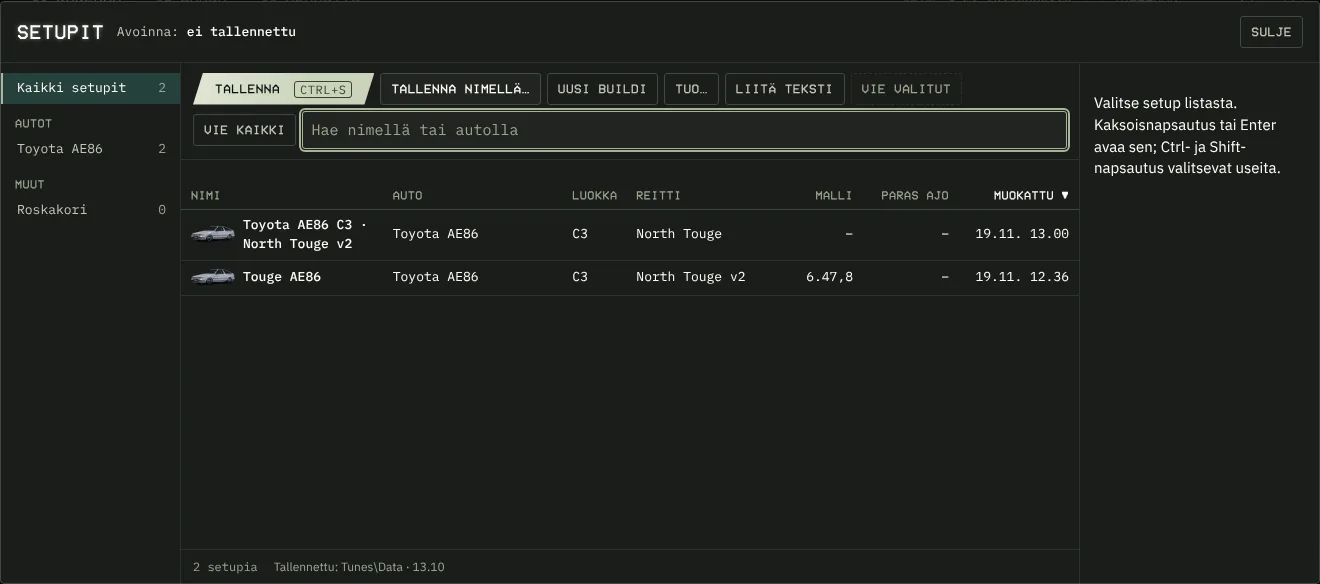 SETUPIT Avoinna: ei tallennettu SULJE
Kaikki setupit 2
AUTOT
Toyota AE86 2
MUUT
Roskakori 0
TALLENNA CTRL+S TALLENNA NIMELLÄ… UUSI BUILDI TUO… LIITÄ TEKSTI VIE VALITUT
VIE KAIKKI Hae nimellä tai autolla
NIMI AUTO LUOKKA REITTI MALLI PARAS AJO MUOKATTU ▼
Toyota AE86 C3 ·
North Touge v2 Toyota AE86 C3 North Touge – – 19.11. 13.00
Touge AE86 Toyota AE86 C3 North Touge v2 6.47,8 – 19.11. 12.36
2 setupia Tallennettu: Tunes\Data · 13.10
Valitse setup listasta.
Kaksoisnapsautus tai Enter
avaa sen; Ctrl- ja Shift-
napsautus valitsevat useita.